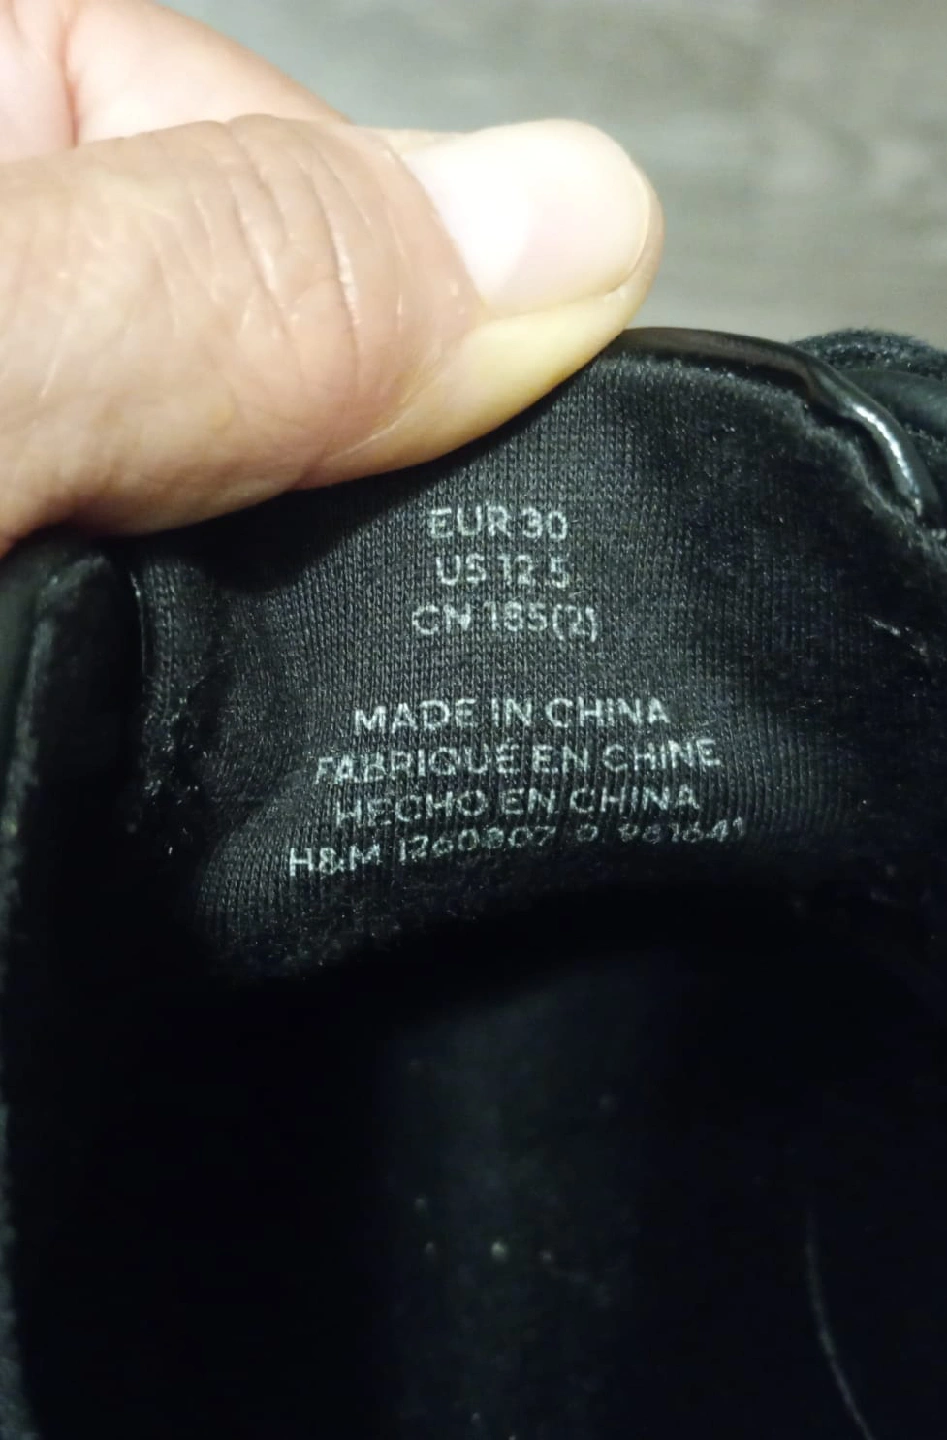 EUR 30
US 12.5
CN 185(2)
MADE IN CHINA
FABRIQUÉ EN CHINE
HECHO EN CHINA
H&M